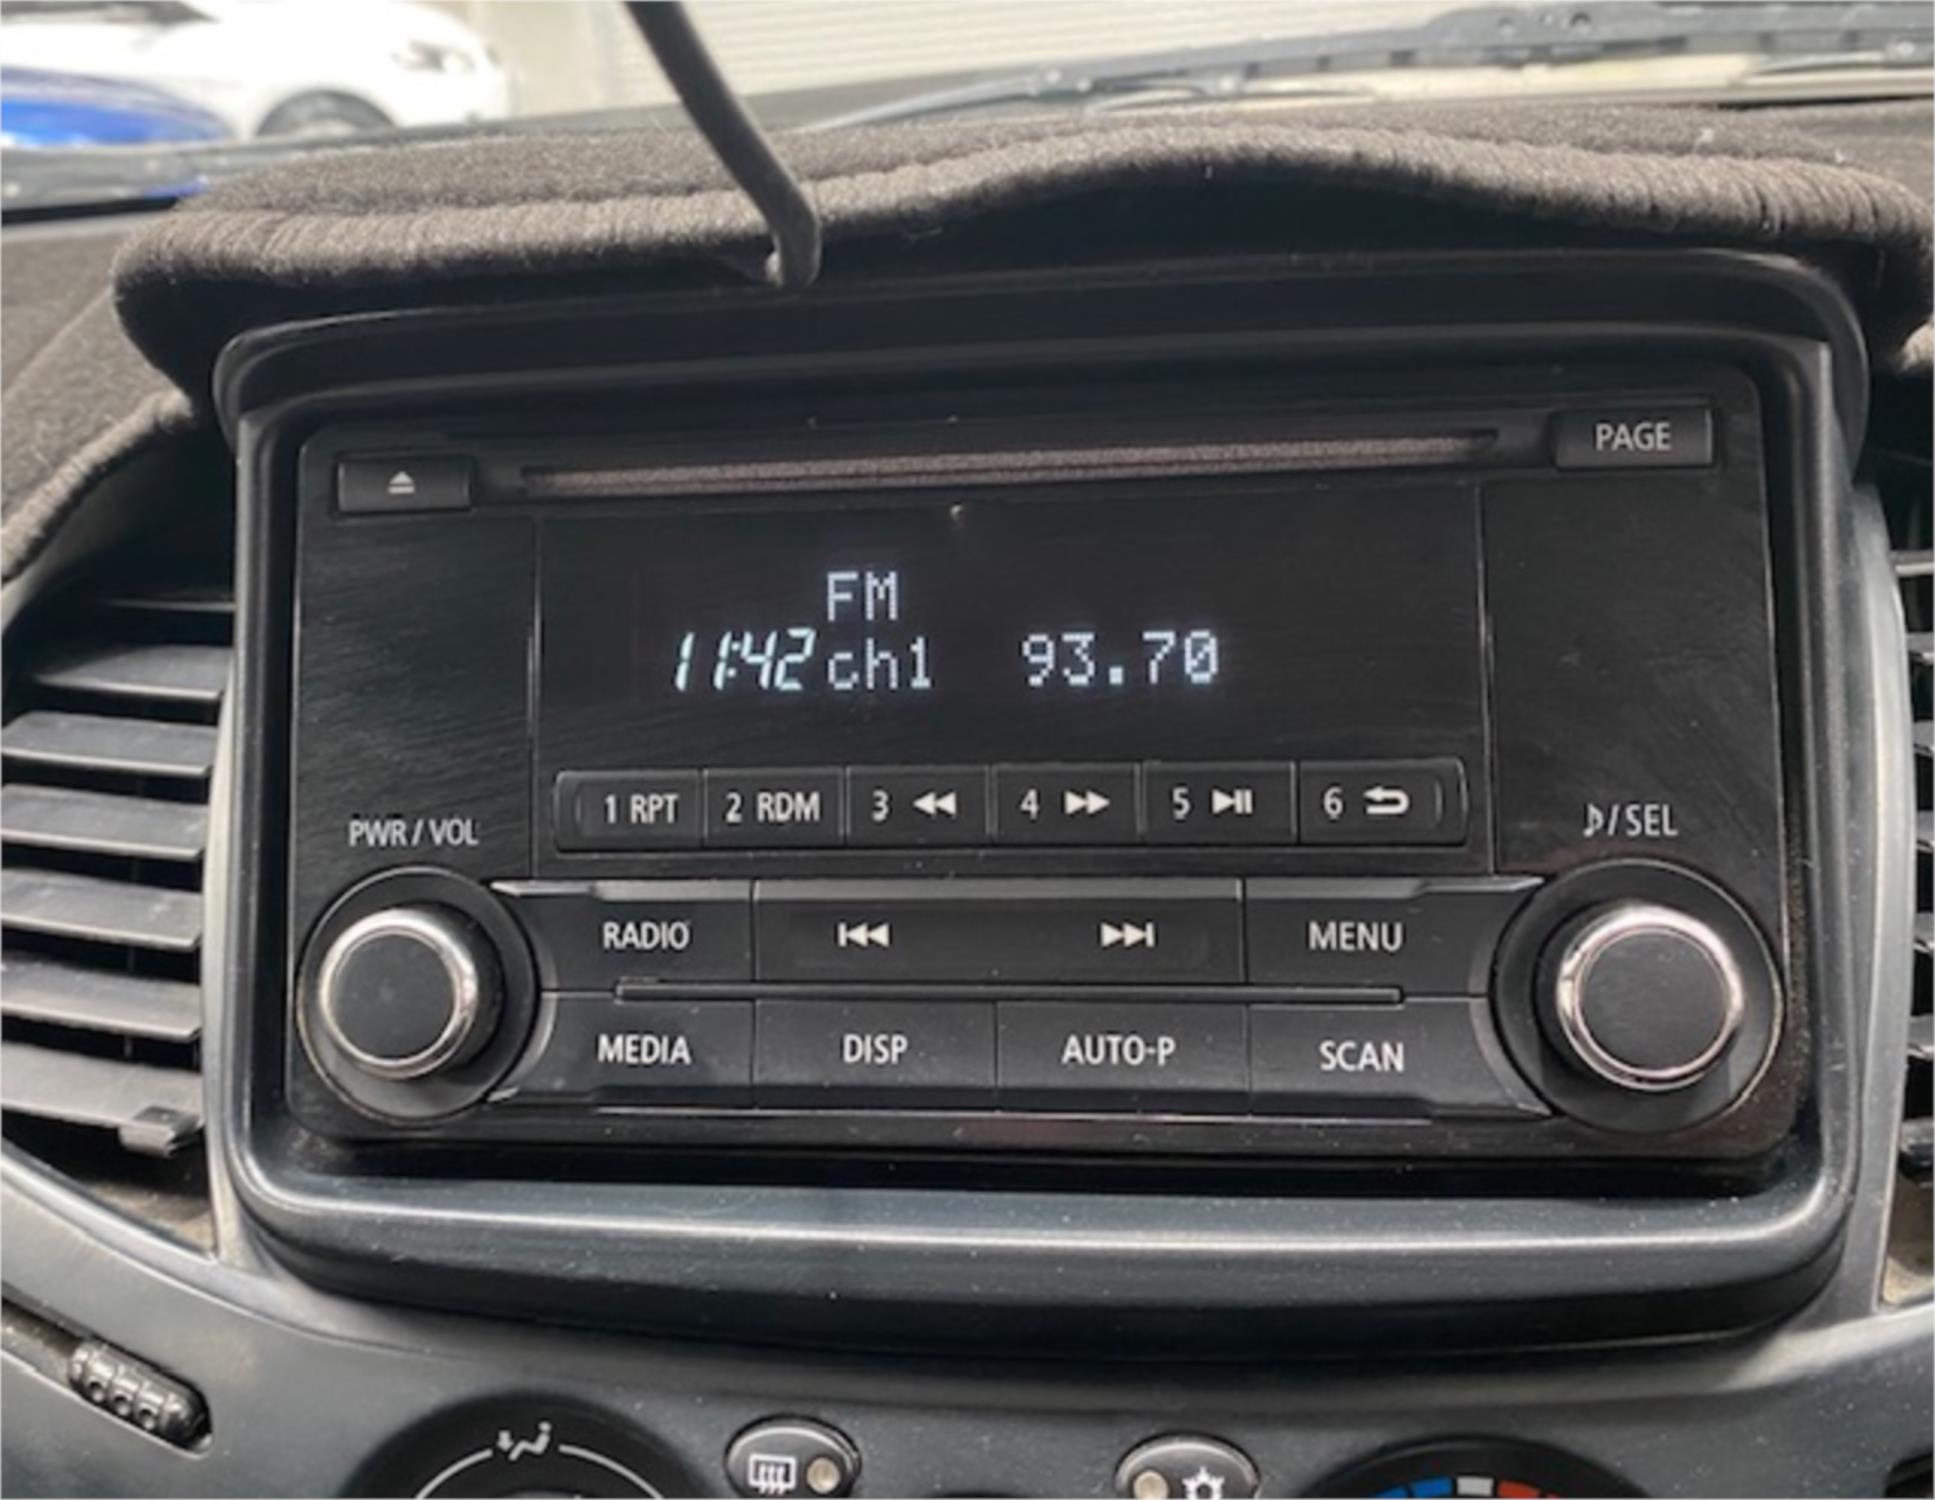 PAGE
FM
11:42 ch1 93.70
1 RPT 2 RDM 3 4 5 6
PWR / VOL
/ SEL
RADIO MENU
MEDIA DISP AUTO-P SCAN